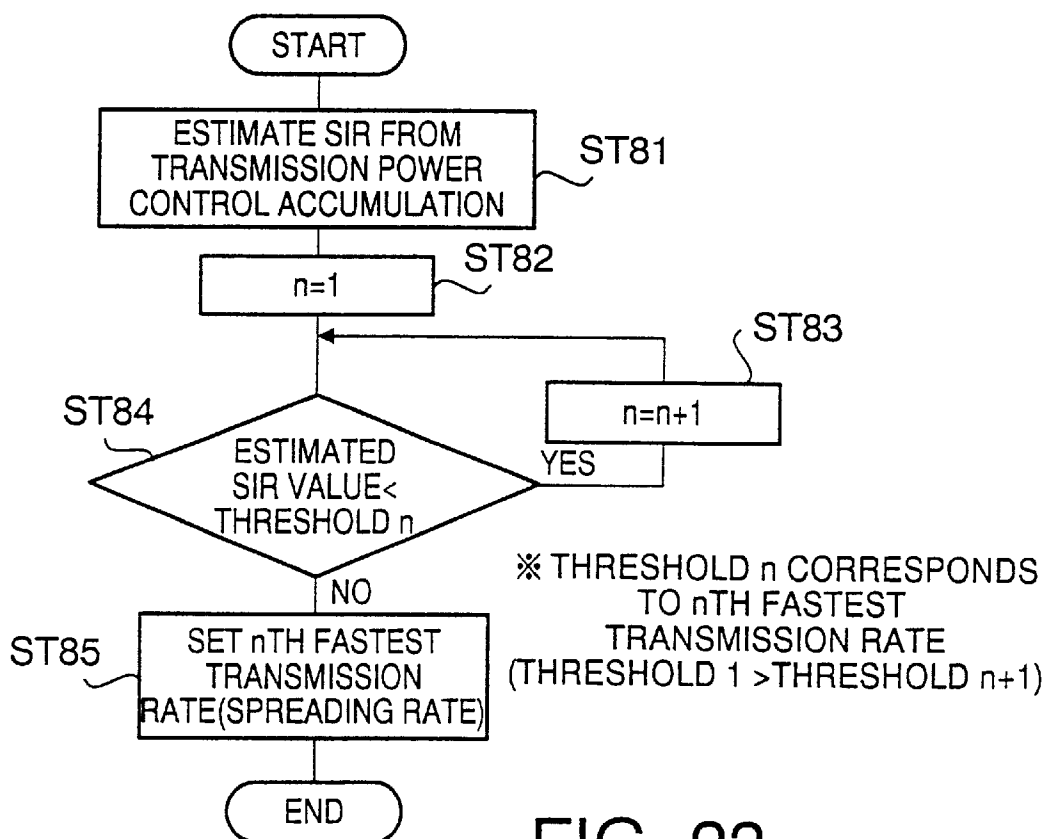 START
ESTIMATE SIR FROM
TRANSMISSION POWER
CONTROL ACCUMULATION
ST81
n=1
ST82
ST83
n=n+1
ST84
ESTIMATED
SIR VALUE<
THRESHOLD n
YES
NO
※ THRESHOLD n CORRESPONDS
TO nTH FASTEST
TRANSMISSION RATE
(THRESHOLD 1 >THRESHOLD n+1)
ST85
SET nTH FASTEST
TRANSMISSION
RATE(SPREADING RATE)
END